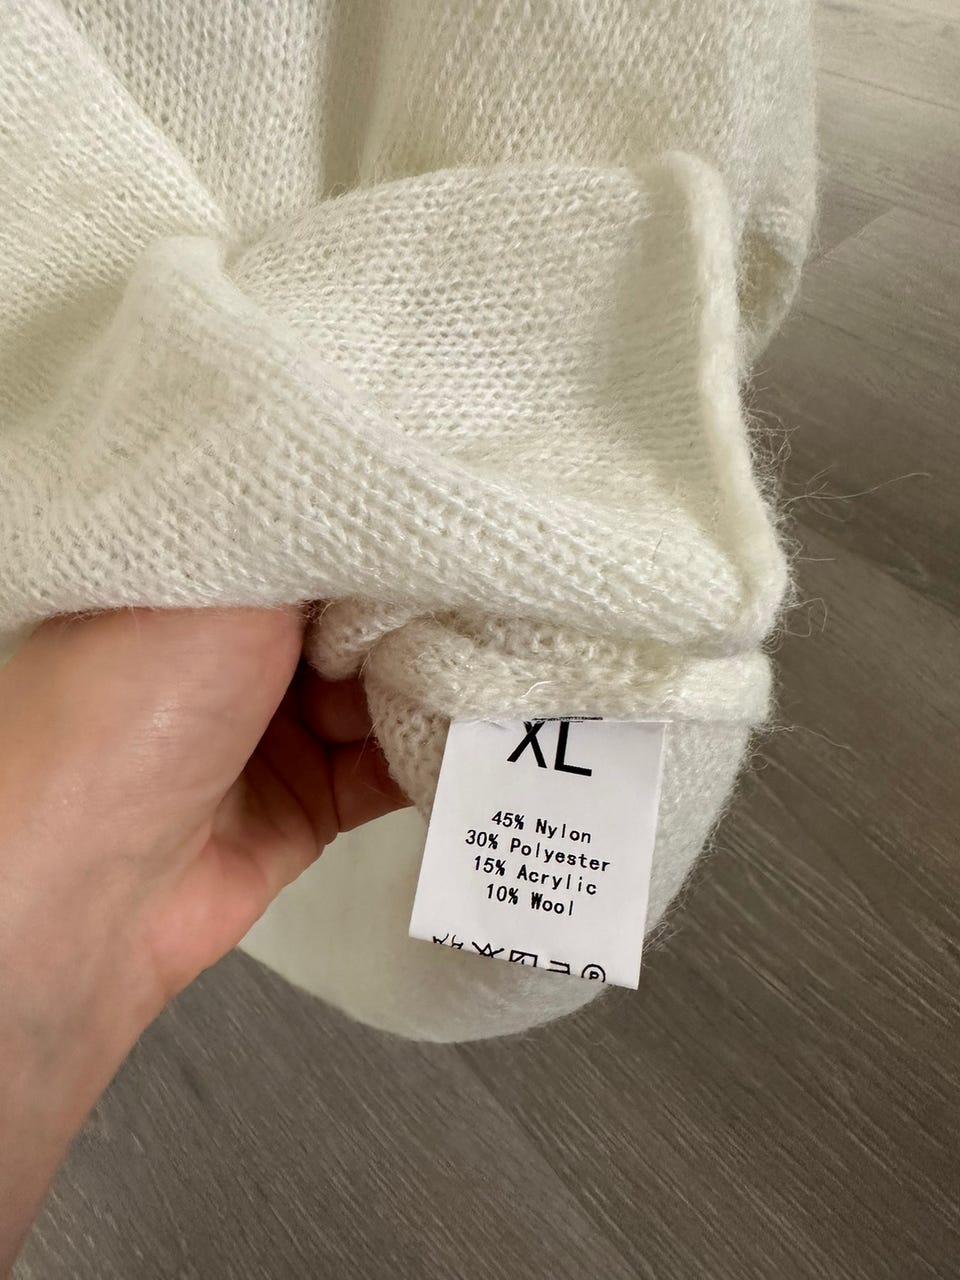 XL
45% Nylon
30% Polyester
15% Acrylic
10% Wool
P